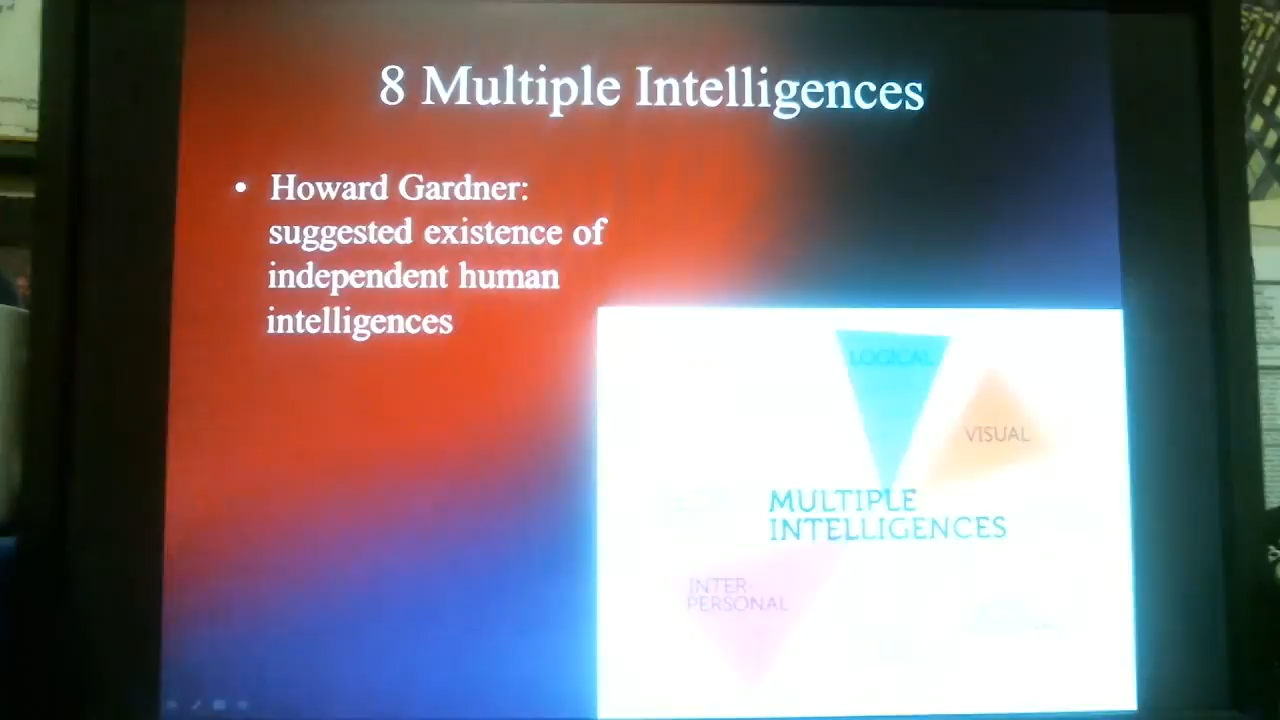 8 Multiple Intelligences
• Howard Gardner:
suggested existence of
independent human
intelligences
LOGICAL
VISUAL
MULTIPLE
INTELLIGENCES
INTER-
PERSONAL